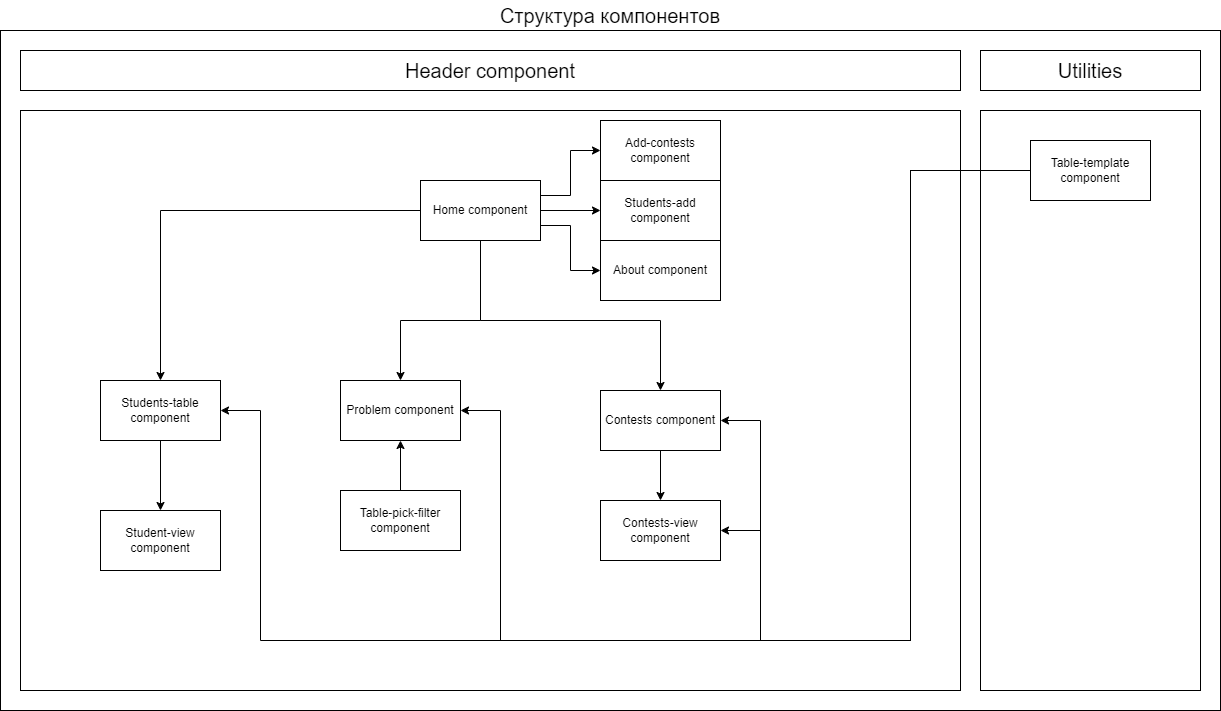 Структура компонентов
Header component
Utilities
Add-contests
component
Table-template
component
Home component
Students-add
component
About component
Students-table
component
Problem component
Contests component
Table-pick-filter
component
Student-view
component
Contests-view
component